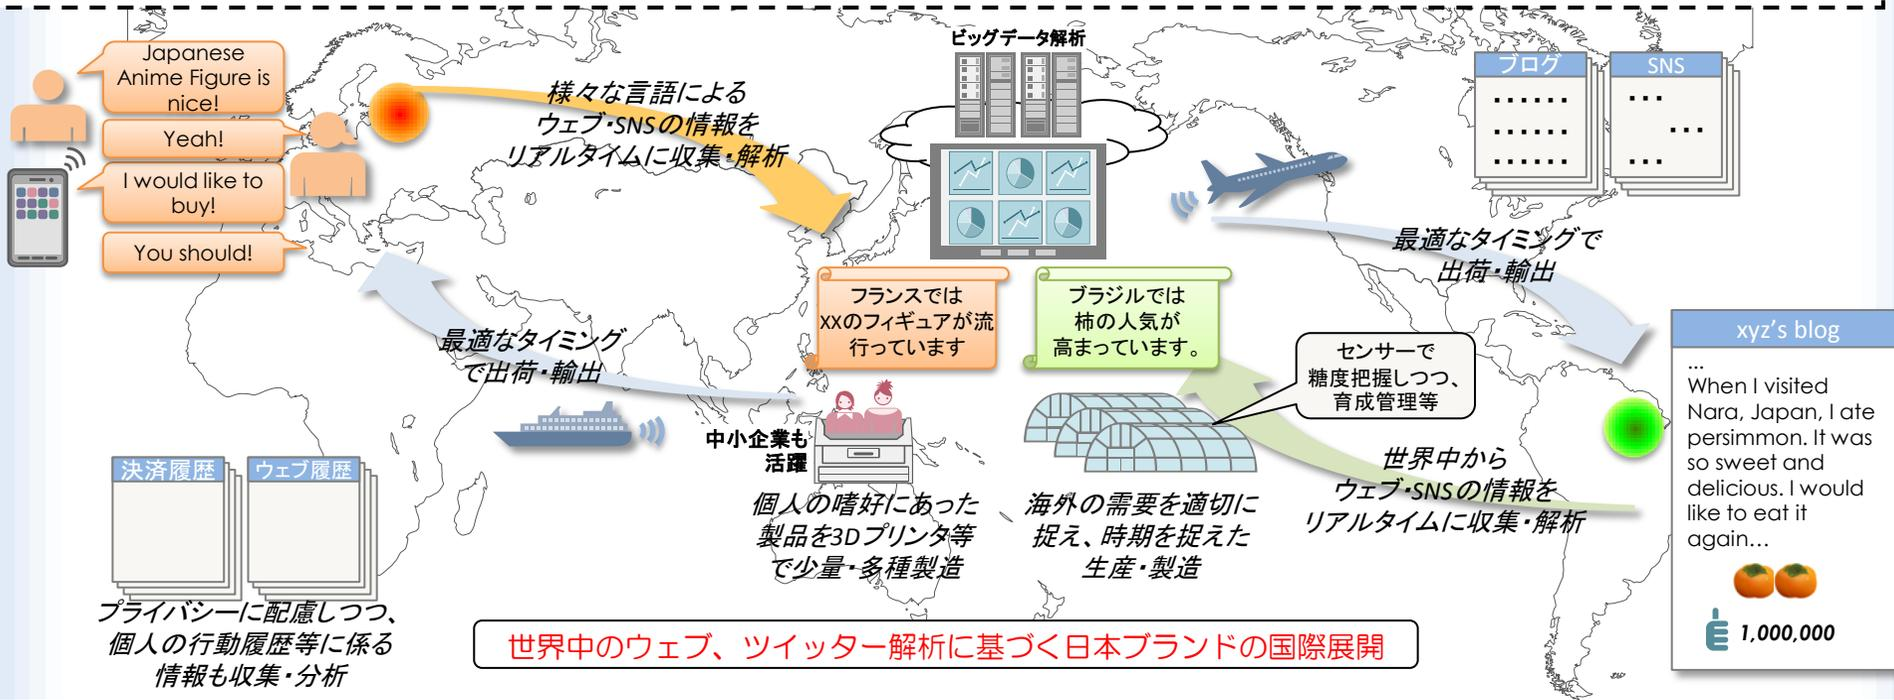 Japanese
Anime Figure is
nice!
Yeah!
I would like to
buy!
You should!
様々な言語による
ウェブ・SNSの情報を
リアルタイムに収集・解析
ビッグデータ解析
ブログ
……
……
……
SNS
…
…
…
最適なタイミングで
出荷・輸出
フランスでは
XXのフィギュアが流
行っています
ブラジルでは
柿の人気が
高まっています。
センサーで
糖度把握しつつ、
育成管理等
最適なタイミング
で出荷・輸出
中小企業も
活躍
個人の嗜好にあった
製品を3Dプリンタ等
で少量・多種製造
海外の需要を適切に
捉え、時期を捉えた
生産・製造
世界中から
ウェブ・SNSの情報を
リアルタイムに収集・解析
xyz's blog
...
When I visited
Nara, Japan, I ate
persimmon. It was
so sweet and
delicious. I would
like to eat it
again…
1,000,000
決済履歴
ウェブ履歴
プライバシーに配慮しつつ、
個人の行動履歴等に係る
情報も収集・分析
世界中のウェブ、ツイッター解析に基づく日本ブランドの国際展開